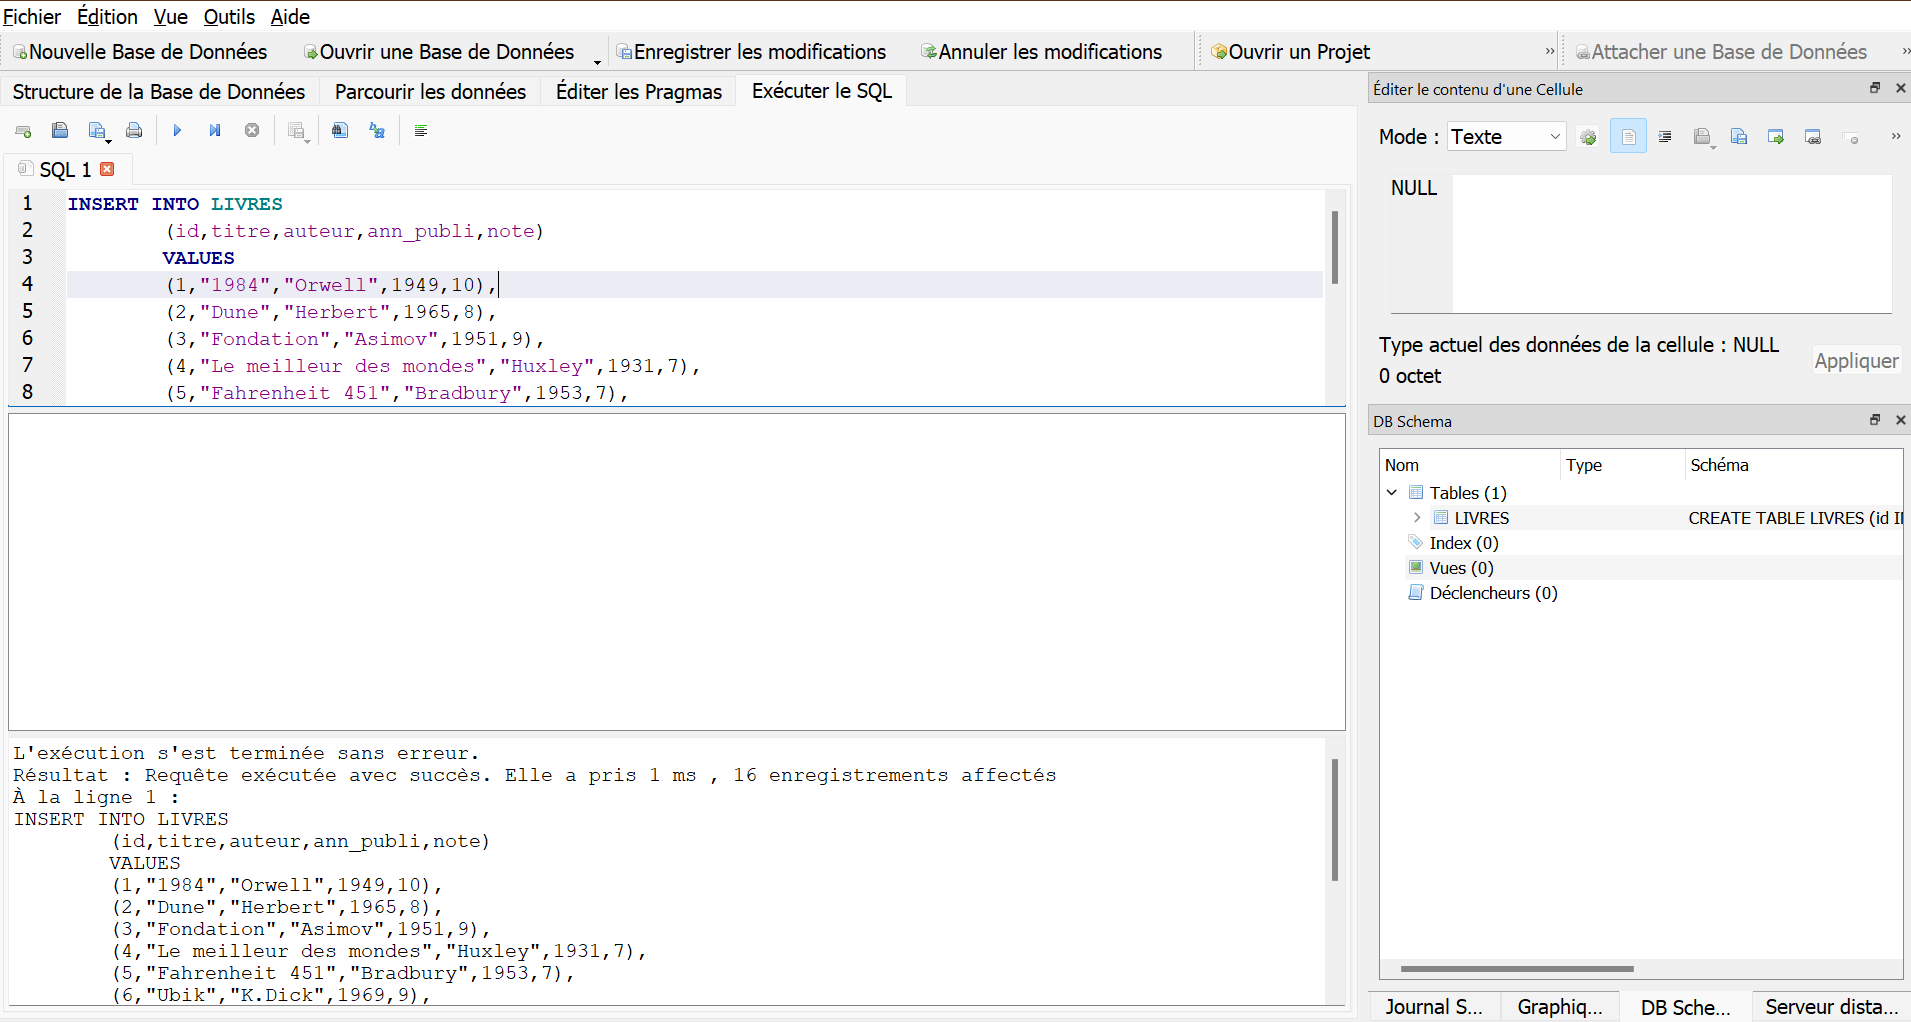 Fichier Édition Vue Outils Aide
Nouvelle Base de Données Ouvrir une Base de Données Enregistrer les modifications Annuler les modifications Ouvrir un Projet » Attacher une Base de Données »
Structure de la Base de Données Parcourir les données Éditer les Pragmas Exécuter le SQL
SQL 1
1 INSERT INTO LIVRES
2 (id,titre,auteur,ann_publi,note)
3 VALUES
4 (1,"1984","Orwell",1949,10),
5 (2,"Dune","Herbert",1965,8),
6 (3,"Fondation","Asimov",1951,9),
7 (4,"Le meilleur des mondes","Huxley",1931,7),
8 (5,"Fahrenheit 451","Bradbury",1953,7),
L'exécution s'est terminée sans erreur.
Résultat : Requête exécutée avec succès. Elle a pris 1 ms , 16 enregistrements affectés
À la ligne 1 :
INSERT INTO LIVRES
(id,titre,auteur,ann_publi,note)
VALUES
(1,"1984","Orwell",1949,10),
(2,"Dune","Herbert",1965,8),
(3,"Fondation","Asimov",1951,9),
(4,"Le meilleur des mondes","Huxley",1931,7),
(5,"Fahrenheit 451","Bradbury",1953,7),
(6,"Ubik","K.Dick",1969,9),
Éditer le contenu d'une Cellule
Mode : Texte »
NULL
Type actuel des données de la cellule : NULL
0 octet
Appliquer
DB Schema
Nom Type Schéma
Tables (1)
LIVRES CREATE TABLE LIVRES (id I
Index (0)
Vues (0)
Déclencheurs (0)
Journal S... Graphiq... DB Sche... Serveur dista...